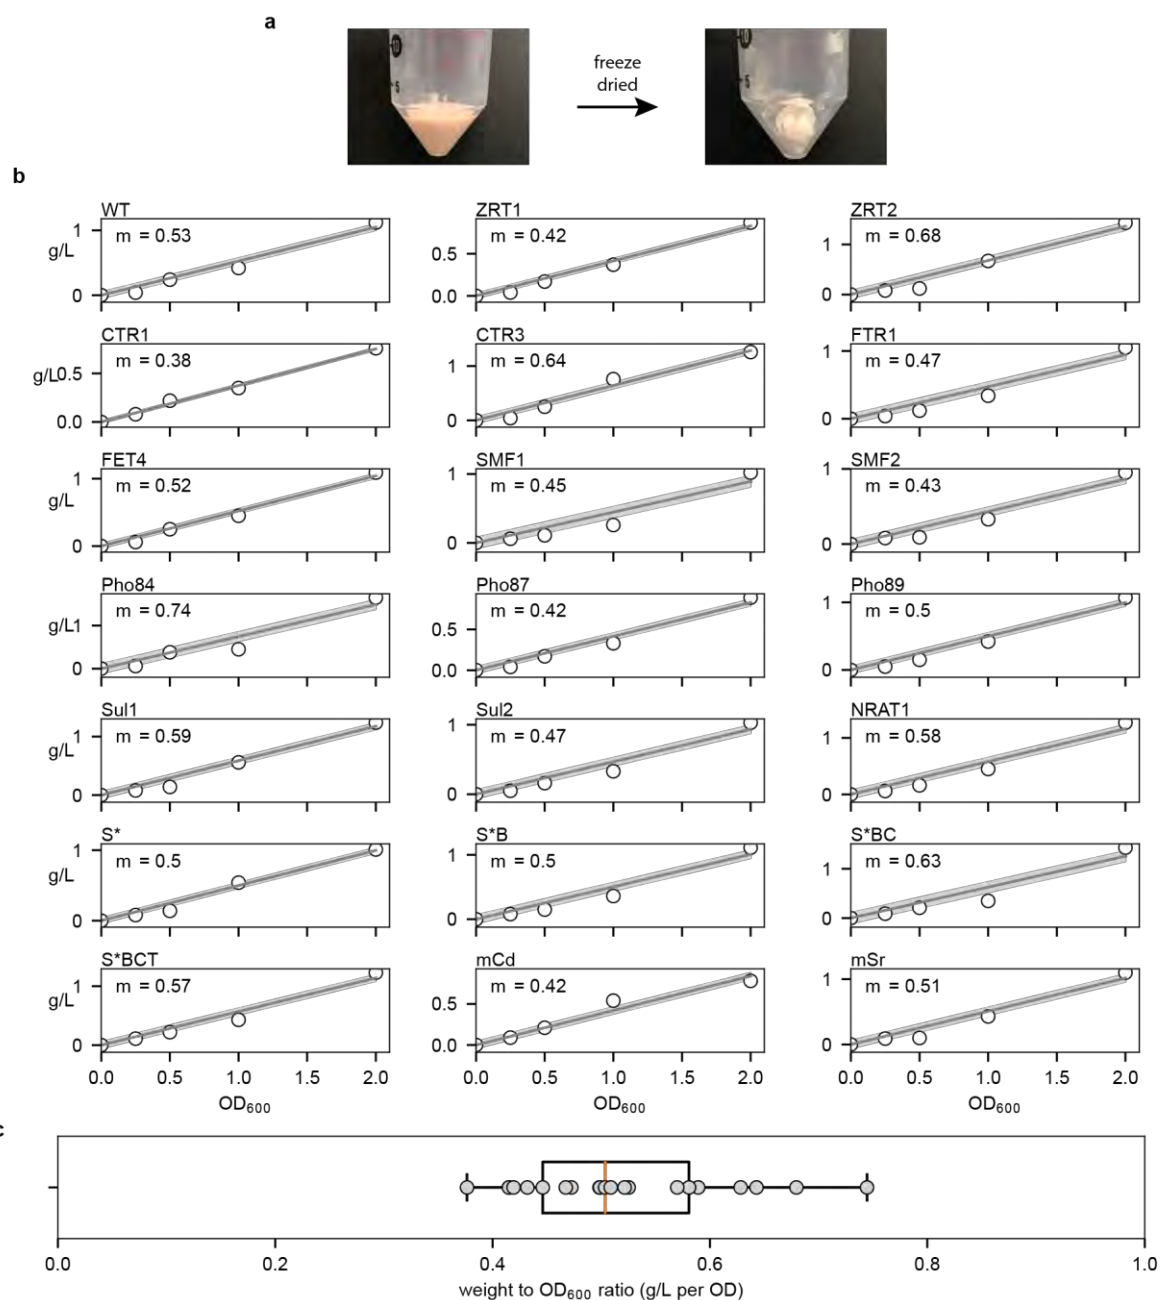 a
freeze
dried
b
WT
m = 0.53
1
g/L
0
ZRT1
m = 0.42
0.5
0.0
ZRT2
m = 0.68
1
0
CTR1
m = 0.38
g/L0.5
0.0
CTR3
m = 0.64
1
0
FTR1
m = 0.47
1
0
FET4
m = 0.52
1
g/L
0
SMF1
m = 0.45
1
0
SMF2
m = 0.43
1
0
Pho84
m = 0.74
g/L1
0
Pho87
m = 0.42
0.5
0.0
Pho89
m = 0.5
1
0
Sul1
m = 0.59
1
g/L
0
Sul2
m = 0.47
1
0
NRAT1
m = 0.58
1
0
S*
m = 0.5
1
g/L
0
S*B
m = 0.5
1
0
S*BC
m = 0.63
1
0
S*BCT
m = 0.57
1
g/L
0
0.0 0.5 1.0 1.5 2.0
OD600
mCd
m = 0.42
0.5
0.0
0.0 0.5 1.0 1.5 2.0
OD600
mSr
m = 0.51
1
0
0.0 0.5 1.0 1.5 2.0
OD600
c
0.0 0.2 0.4 0.6 0.8 1.0
weight to OD600 ratio (g/L per OD)